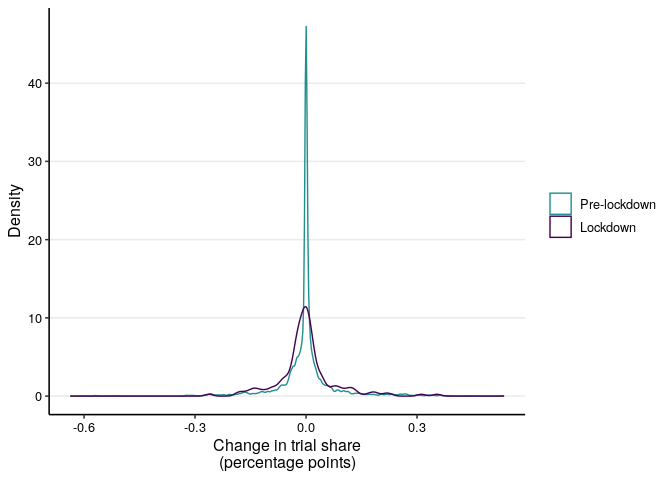 Density
40
30
20
10
0
-0.6
-0.3
0.0
0.3
Change in trial share
(percentage points)
Pre-lockdown
Lockdown